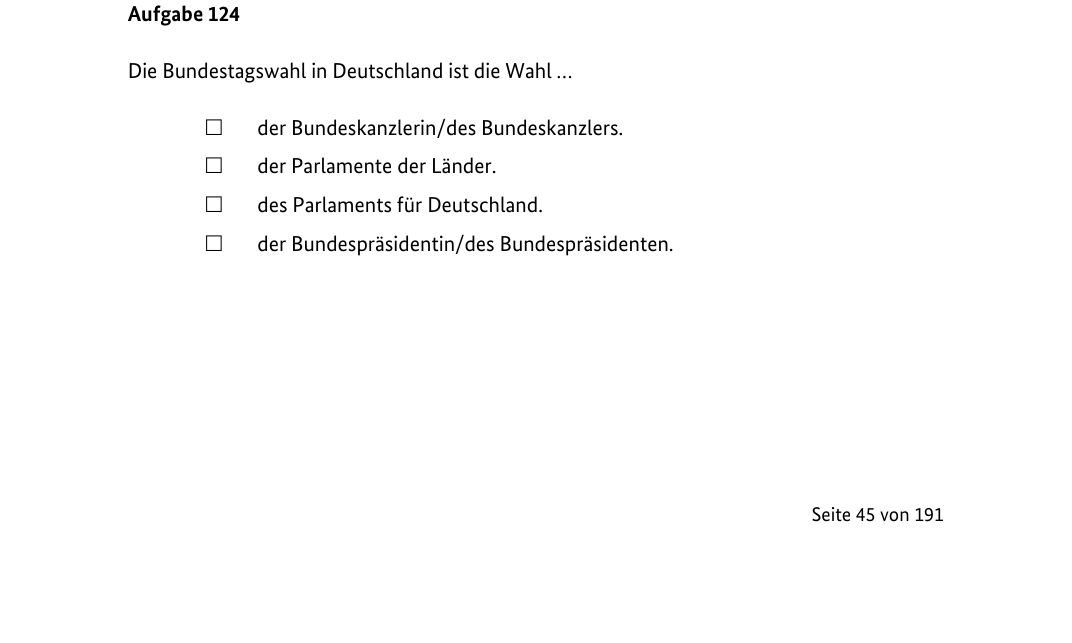 Aufgabe 124
Die Bundestagswahl in Deutschland ist die Wahl …
☐ der Bundeskanzlerin/des Bundeskanzlers.
☐ der Parlamente der Länder.
☐ des Parlaments für Deutschland.
☐ der Bundespräsidentin/des Bundespräsidenten.
Seite 45 von 191